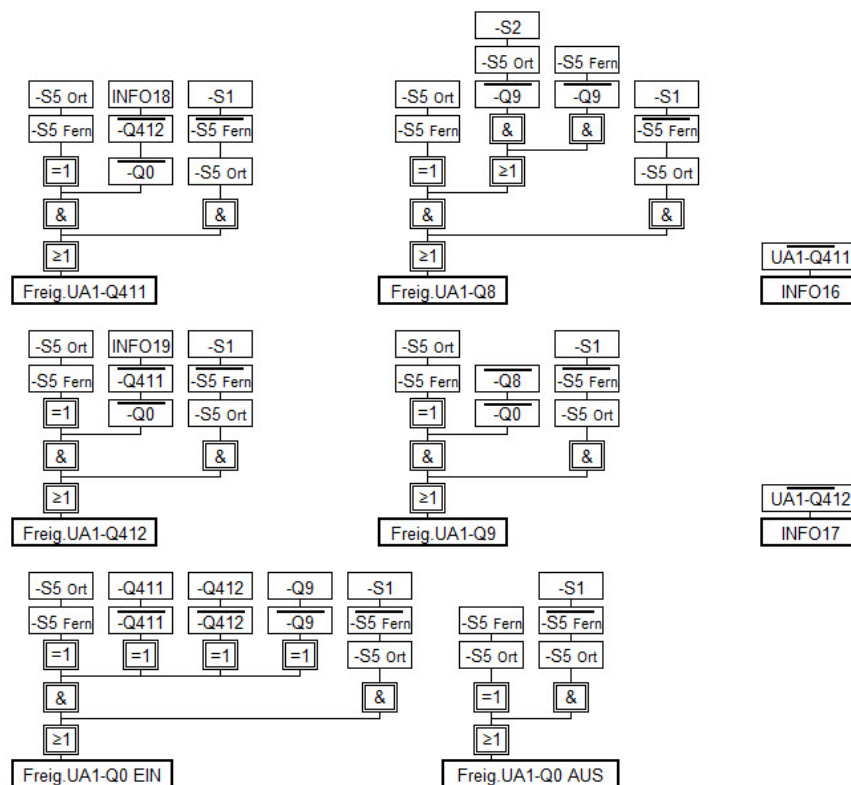 -S2
-S5 Ort -S5 Fern
-S5 Ort INFO18 -S1 -S5 Ort -Q9 -Q9 -S1
-S5 Fern -Q412 -S5 Fern -S5 Fern & & -S5 Fern
=1 -Q0 -S5 Ort =1 ≥1 -S5 Ort
& & & &
≥1 ≥1
Freig.UA1-Q411 Freig.UA1-Q8
UA1-Q411
INFO16
-S5 Ort INFO19 -S1 -S5 Ort -S1
-S5 Fern -Q411 -S5 Fern -S5 Fern -Q8 -S5 Fern
=1 -Q0 -S5 Ort =1 -Q0 -S5 Ort
& & & &
≥1 ≥1
Freig.UA1-Q412 Freig.UA1-Q9
UA1-Q412
INFO17
-S5 Ort -Q411 -Q412 -Q9 -S1 -S1
-S5 Fern -Q411 -Q412 -Q9 -S5 Fern -S5 Fern -S5 Fern
=1 =1 =1 =1 -S5 Ort -S5 Ort -S5 Ort
& & =1 &
≥1 ≥1
Freig.UA1-Q0 EIN Freig.UA1-Q0 AUS